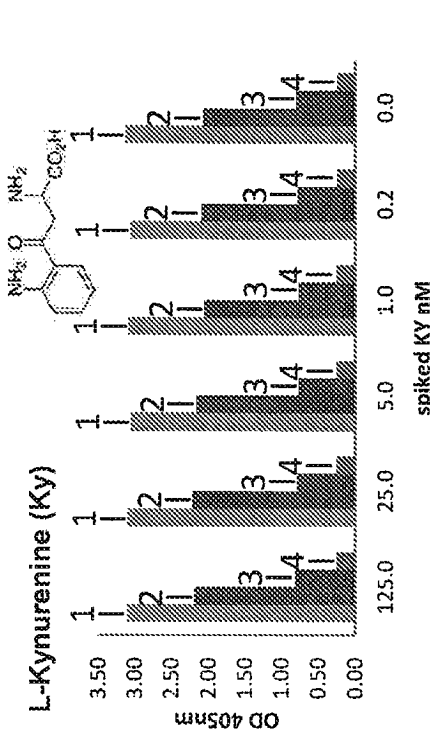 L-Kynurenine (Ky)
NH₂ O NH₂
CO₂H
3.50
3.00
2.50
2.00
1.50
1.00
0.50
0.00
OD 405nm
1 2 3 4
1 2 3 4
1 2 3 4
1 2 3 4
1 2 3 4
1 2 3 4
125.0 25.0 5.0 1.0 0.2 0.0
spiked KY nM